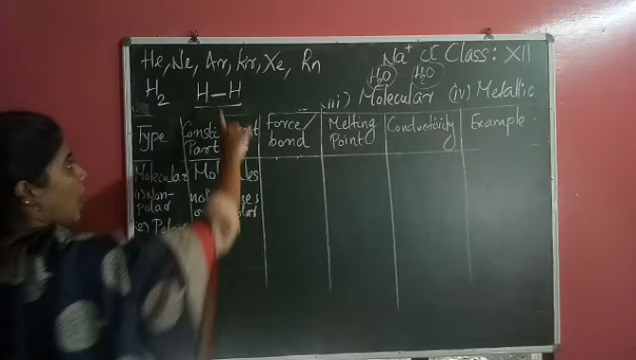 He, Ne, Ar, Kr, Xe, Rn
Na⁺ Cl⁻ Class: XII
H₂O H₂O
H₂ H-H
iii) Molecular (iv) Metallic
Type
Force/
bond
Melting
Point
Conductivity
Example
Molecular
(1) Non-
Polar
(2) Polar